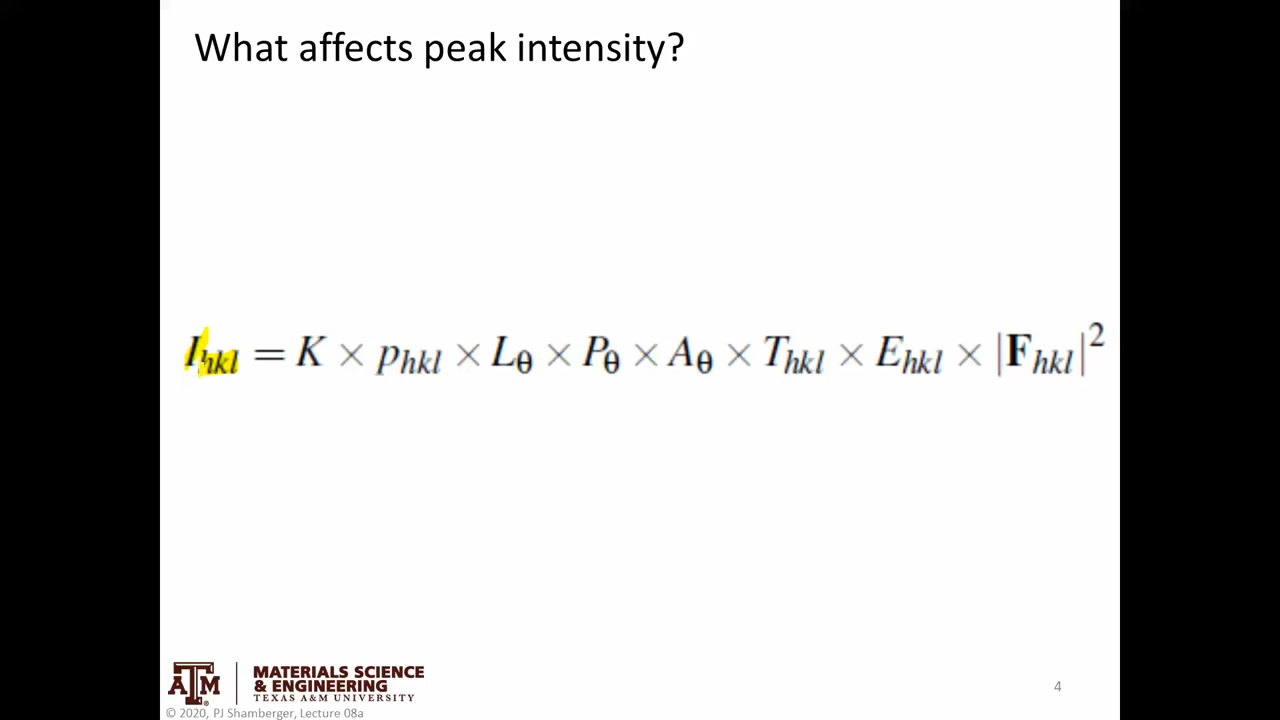 What affects peak intensity?
I_hkl = K × p_hkl × L_θ × P_θ × A_θ × T_hkl × E_hkl × |F_hkl|²
ATM
MATERIALS SCIENCE
& ENGINEERING
TEXAS A&M UNIVERSITY
© 2020, PJ Shamberger, Lecture 08a
4